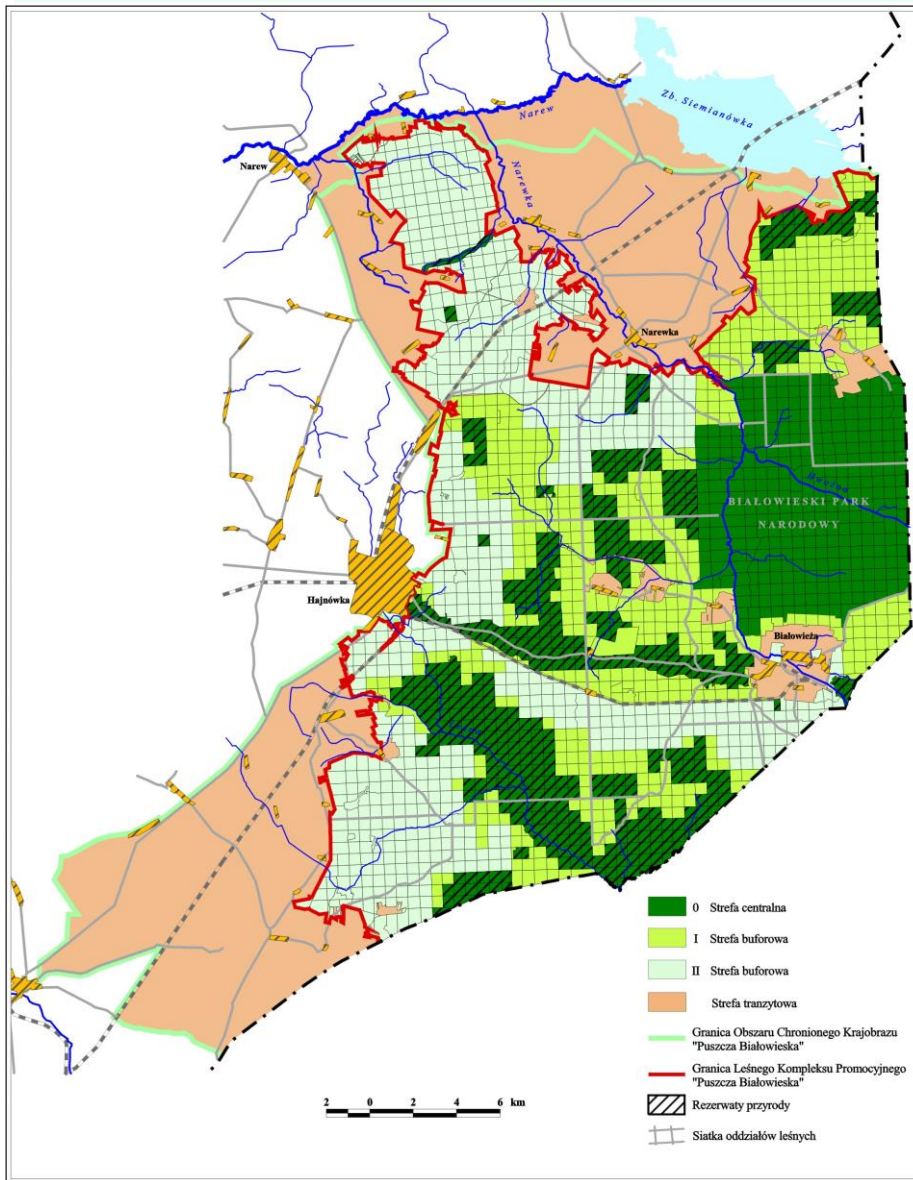 Zb. Siemianówka
Narew
Narew
Narewka
Narewka
Hwoźna
BIAŁOWIESKI PARK
NARODOWY
Hajnówka
Białowieża
0 Strefa centralna
I Strefa buforowa
II Strefa buforowa
Strefa tranzytowa
Granica Obszaru Chronionego Krajobrazu
"Puszcza Białowieska"
Granica Leśnego Kompleksu Promocyjnego
"Puszcza Białowieska"
Rezerwaty przyrody
Siatka oddziałów leśnych
2 0 2 4 6 km